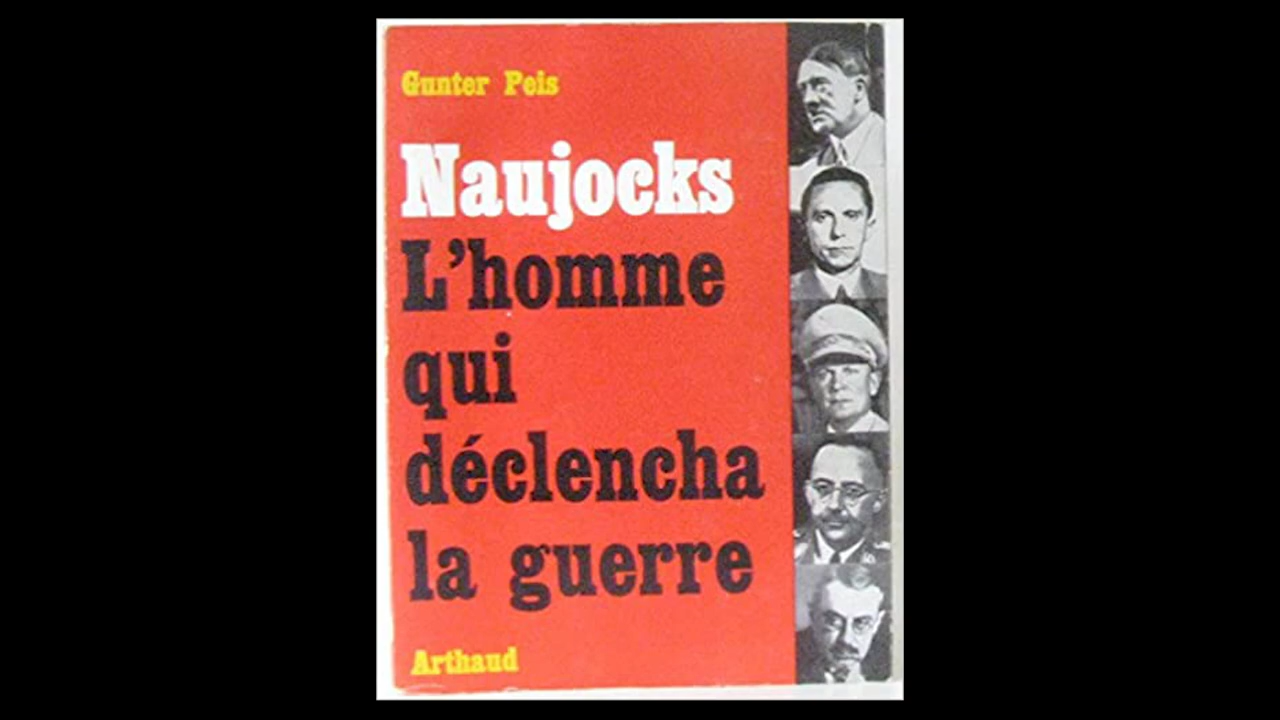 Gunter Peis
Naujocks
L'homme
qui
déclencha
la guerre
Arthaud